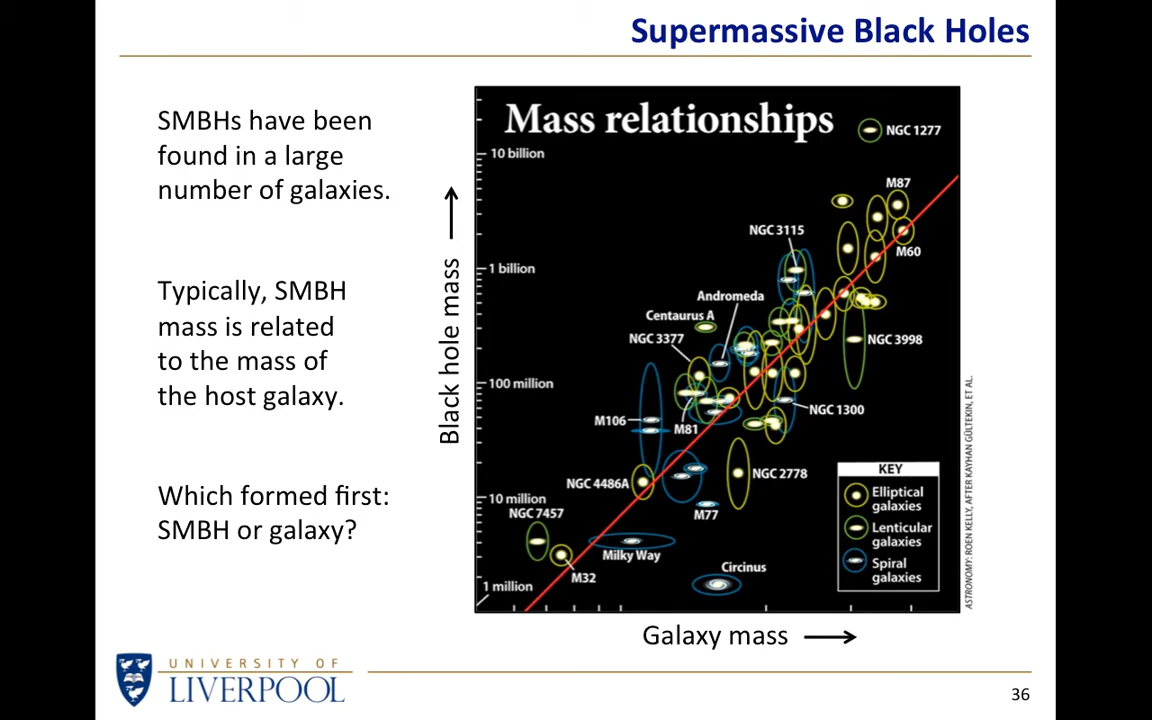 Supermassive Black Holes
SMBHs have been
found in a large
number of galaxies.
Typically, SMBH
mass is related
to the mass of
the host galaxy.
Which formed first:
SMBH or galaxy?
Black hole mass
Mass relationships
NGC 1277
10 billion
M87
NGC 3115
M60
1 billion
Andromeda
Centaurus A
NGC 3377
NGC 3998
100 million
NGC 1300
M106
M81
NGC 4486A
NGC 2778
10 million
NGC 7457
M77
Milky Way
Circinus
M32
1 million
KEY
Elliptical
galaxies
Lenticular
galaxies
Spiral
galaxies
ASTRONOMY: ROEN KELLY, AFTER KAYHAN GÜLTEKIN, ET AL.
Galaxy mass
UNIVERSITY OF
LIVERPOOL
36